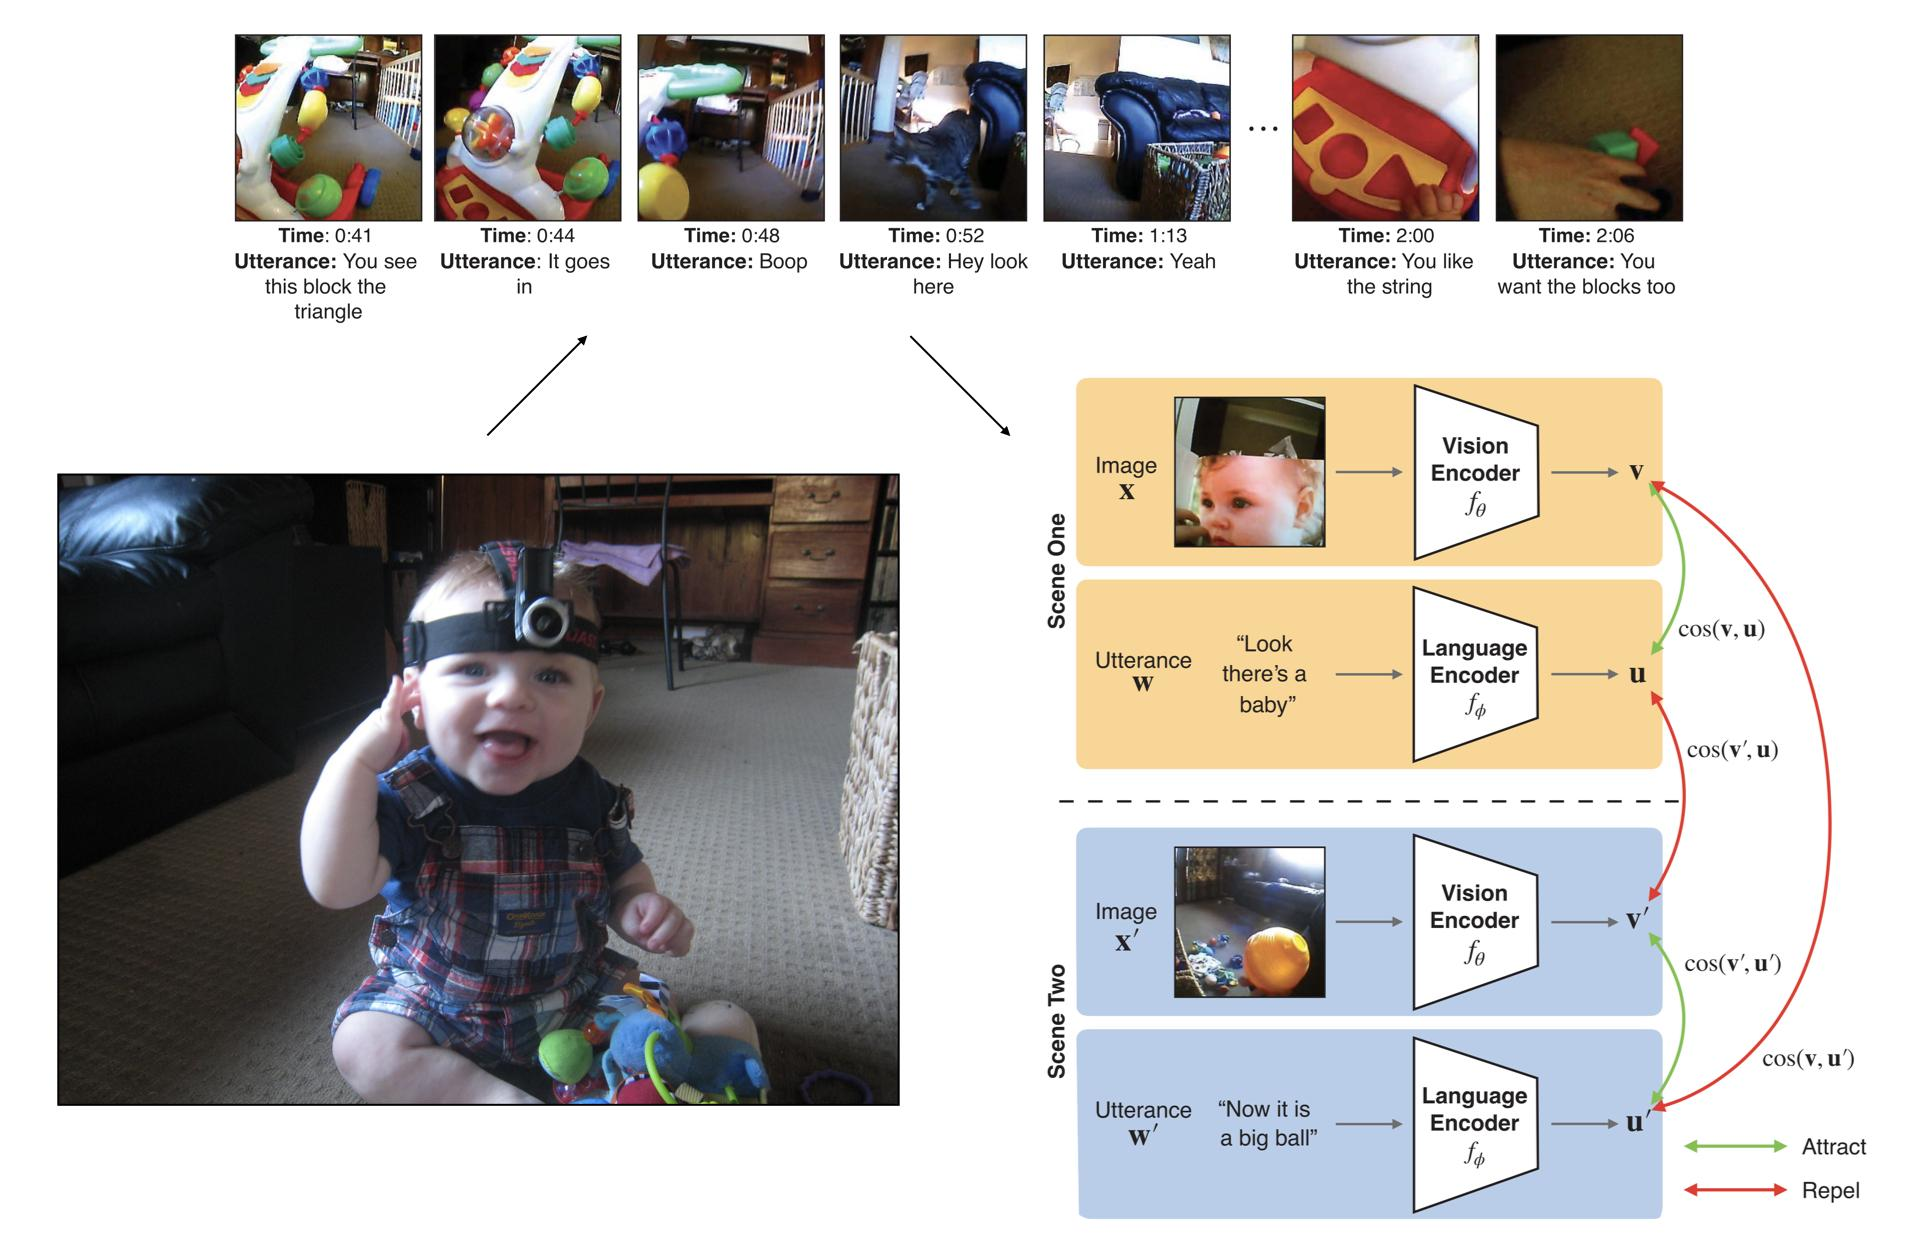 Time: 0:41
Utterance: You see
this block the
triangle
Time: 0:44
Utterance: It goes
in
Time: 0:48
Utterance: Boop
Time: 0:52
Utterance: Hey look
here
Time: 1:13
Utterance: Yeah
...
Time: 2:00
Utterance: You like
the string
Time: 2:06
Utterance: You
want the blocks too
Scene One
Image
x
Vision
Encoder
fθ
v
Utterance
w
“Look
there’s a
baby”
Language
Encoder
fϕ
u
cos(v, u)
cos(v′, u)
Scene Two
Image
x′
Vision
Encoder
fθ
v′
cos(v′, u′)
Utterance
w′
“Now it is
a big ball”
Language
Encoder
fϕ
u′
cos(v, u′)
Attract
Repel